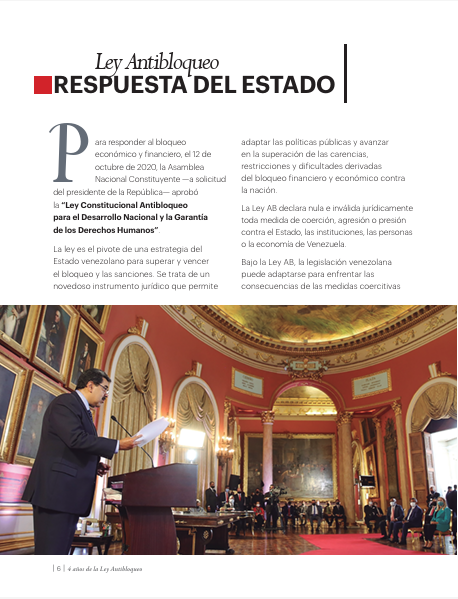 Ley Antibloqueo
RESPUESTA DEL ESTADO
Para responder al bloqueo
económico y financiero, el 12 de
octubre de 2020, la Asamblea
Nacional Constituyente —a solicitud
del presidente de la República— aprobó
la “Ley Constitucional Antibloqueo
para el Desarrollo Nacional y la Garantía
de los Derechos Humanos”.
La ley es el pivote de una estrategia del
Estado venezolano para superar y vencer
el bloqueo y las sanciones. Se trata de un
novedoso instrumento jurídico que permite
adaptar las políticas públicas y avanzar
en la superación de las carencias,
restricciones y dificultades derivadas
del bloqueo financiero y económico contra
la nación.
La Ley AB declara nula e inválida jurídicamente
toda medida de coerción, agresión o presión
contra el Estado, las instituciones, las personas
o la economía de Venezuela.
Bajo la Ley AB, la legislación venezolana
puede adaptarse para enfrentar las
consecuencias de las medidas coercitivas
| 6 | 4 años de la Ley Antibloqueo